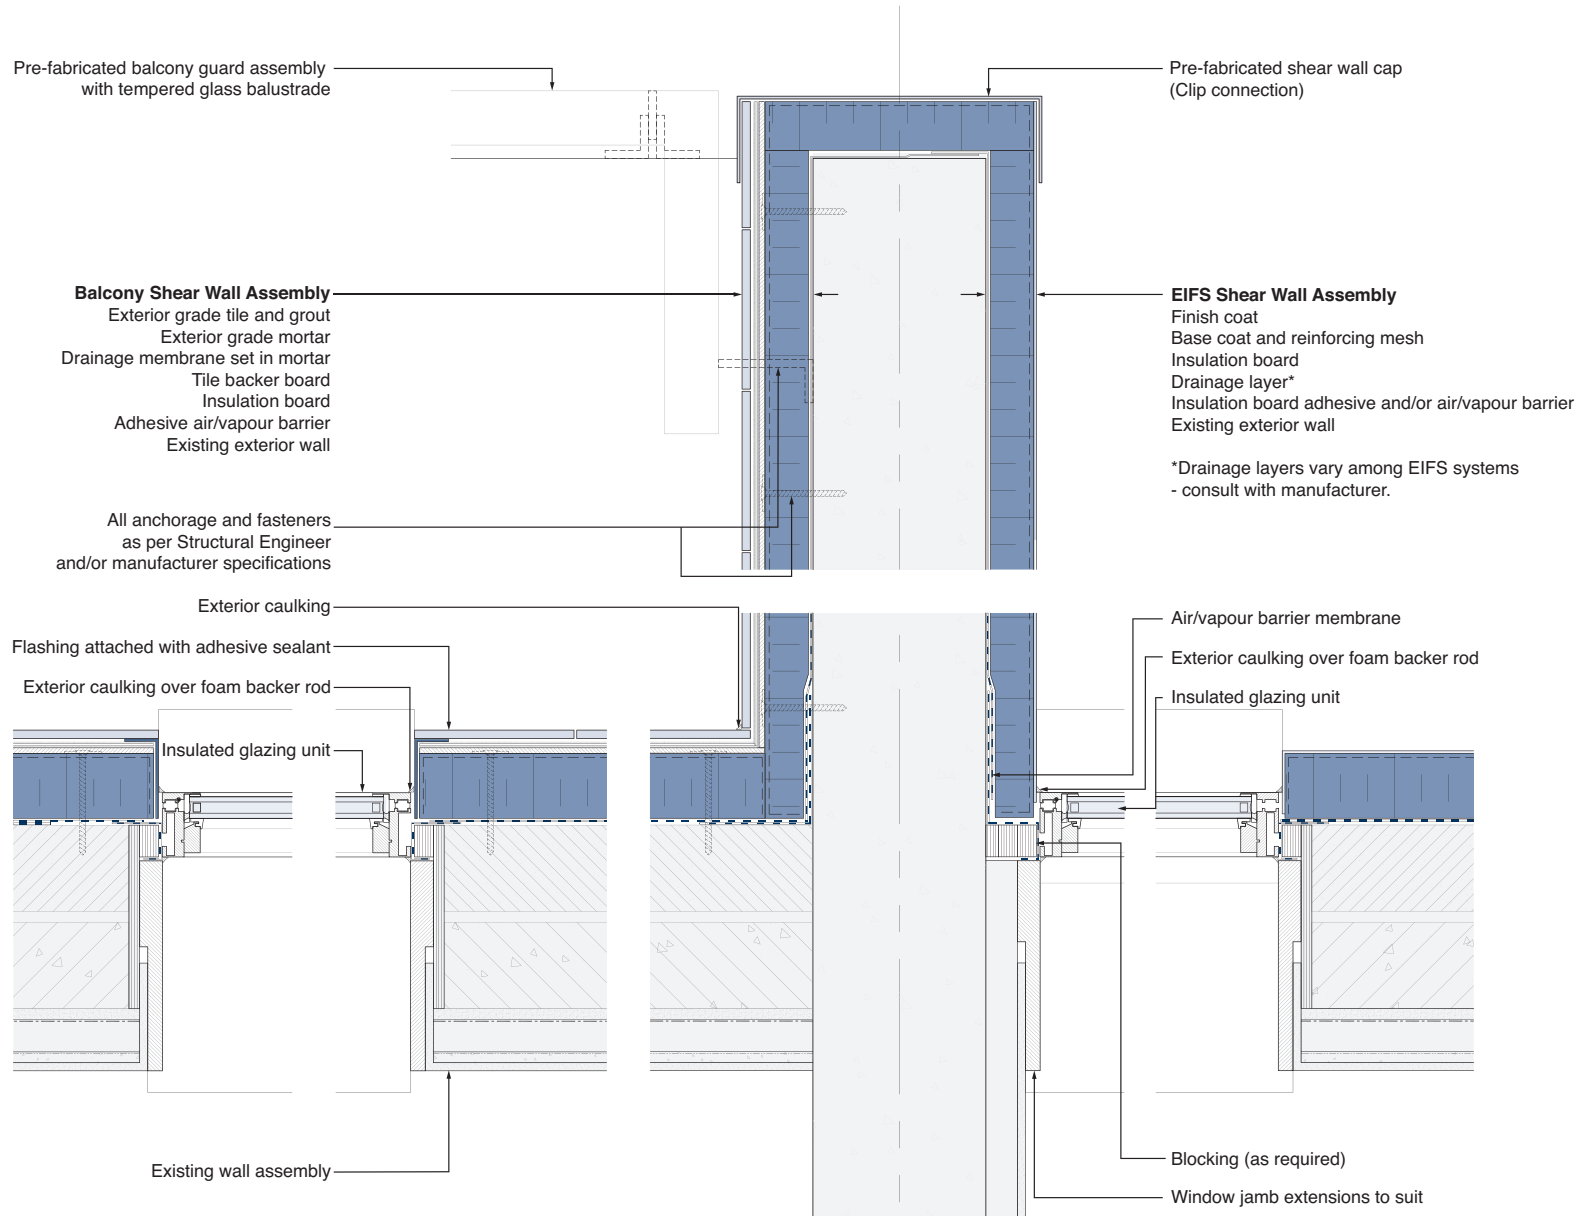 Pre-fabricated balcony guard assembly
with tempered glass balustrade
Pre-fabricated shear wall cap
(Clip connection)
Balcony Shear Wall Assembly
Exterior grade tile and grout
Exterior grade mortar
Drainage membrane set in mortar
Tile backer board
Insulation board
Adhesive air/vapour barrier
Existing exterior wall
EIFS Shear Wall Assembly
Finish coat
Base coat and reinforcing mesh
Insulation board
Drainage layer*
Insulation board adhesive and/or air/vapour barrier
Existing exterior wall
*Drainage layers vary among EIFS systems
- consult with manufacturer.
All anchorage and fasteners
as per Structural Engineer
and/or manufacturer specifications
Exterior caulking
Flashing attached with adhesive sealant
Exterior caulking over foam backer rod
Insulated glazing unit
Air/vapour barrier membrane
Exterior caulking over foam backer rod
Insulated glazing unit
Existing wall assembly
Blocking (as required)
Window jamb extensions to suit